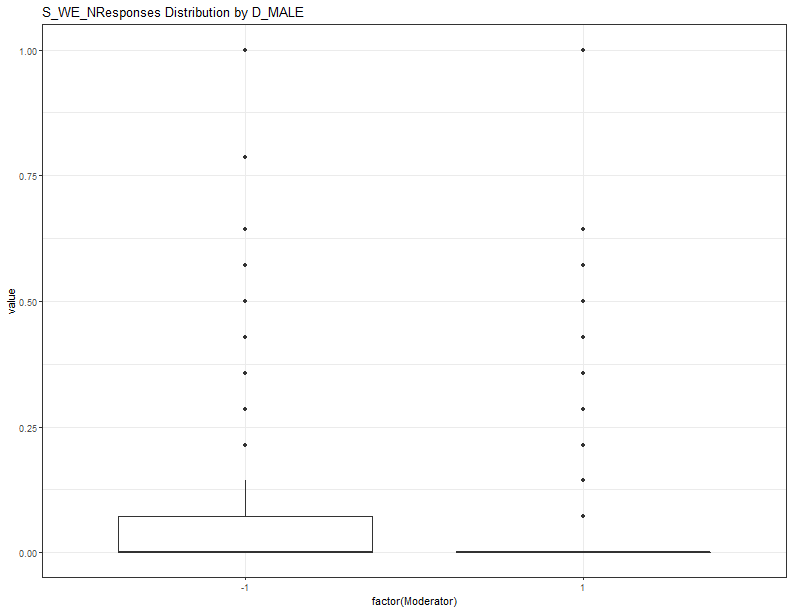 S_WE_NResponses Distribution by D_MALE
1.00
0.75
0.50
0.25
0.00
value
-1
1
factor(Moderator)